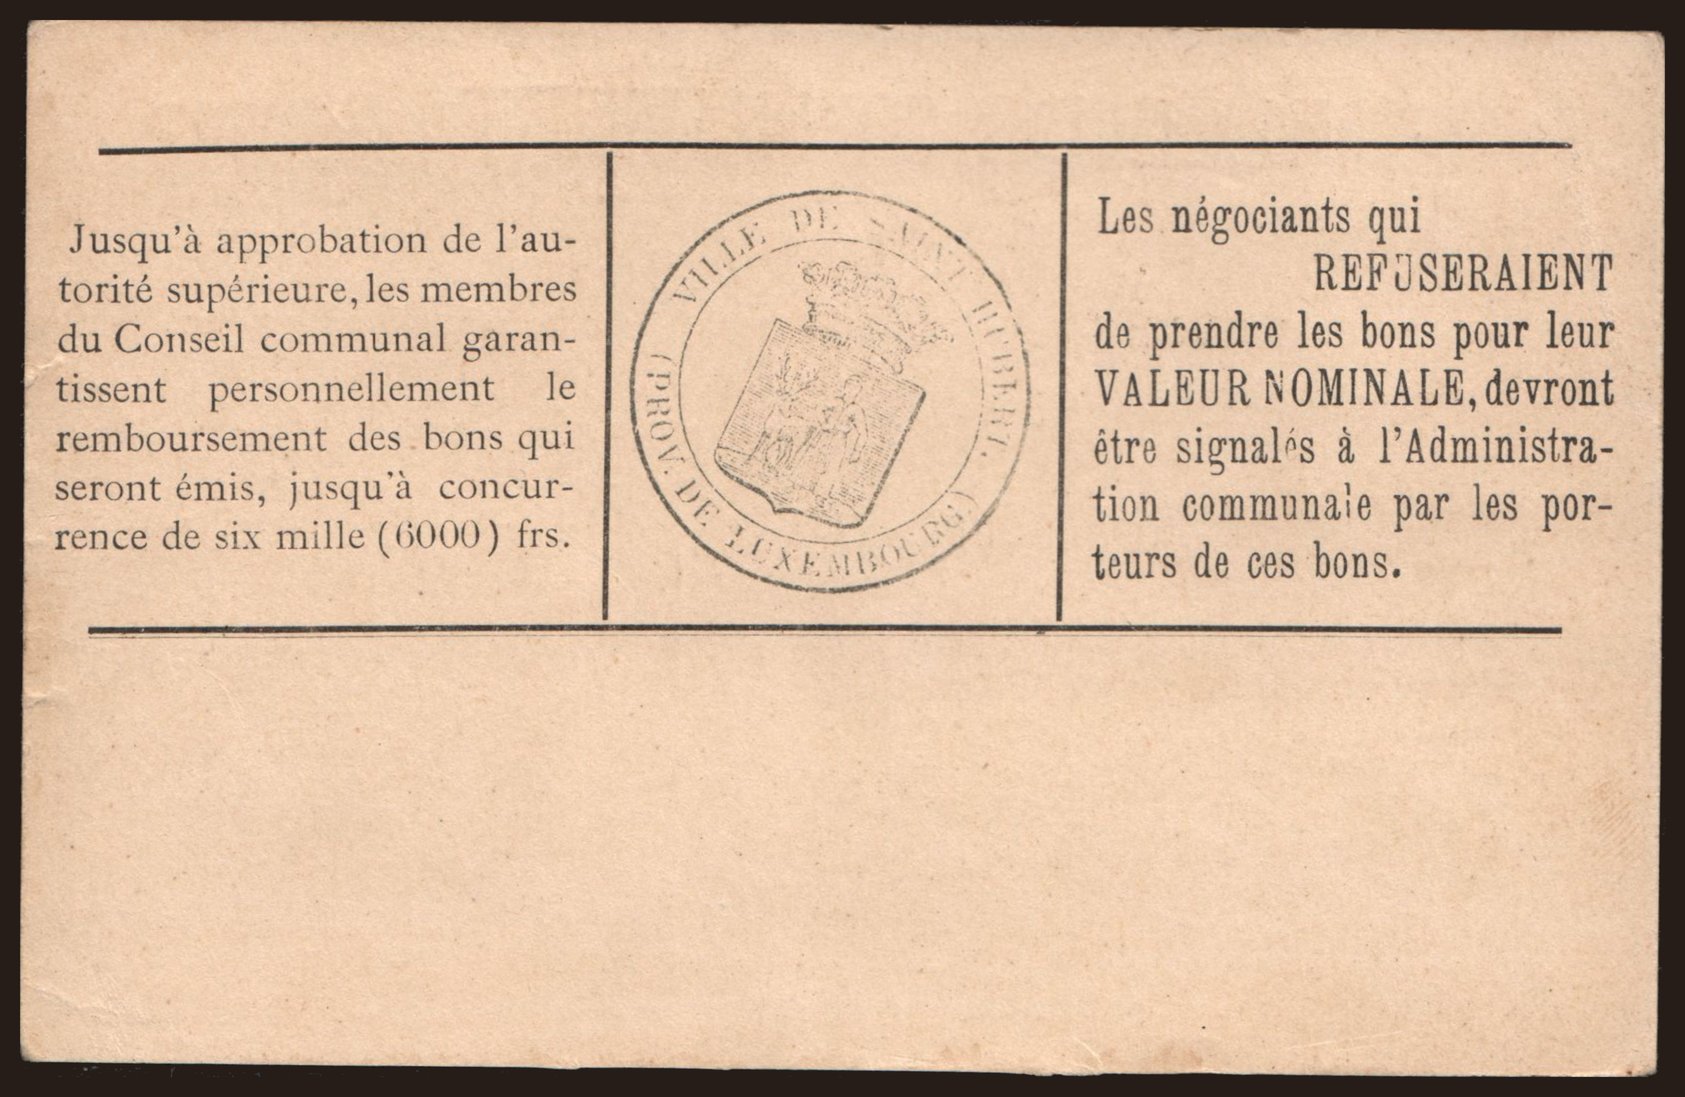 Jusqu'à approbation de l'au-
torité supérieure, les membres
du Conseil communal garan-
tissent personnellement le
remboursement des bons qui
seront émis, jusqu'à concur-
rence de six mille (6000) frs.
VILLE DE SAINT HUBERT.
(PROV. DE LUXEMBOURG)
Les négociants qui
REFUSERAIENT
de prendre les bons pour leur
VALEUR NOMINALE, devront
être signalés à l'Administra-
tion communale par les por-
teurs de ces bons.